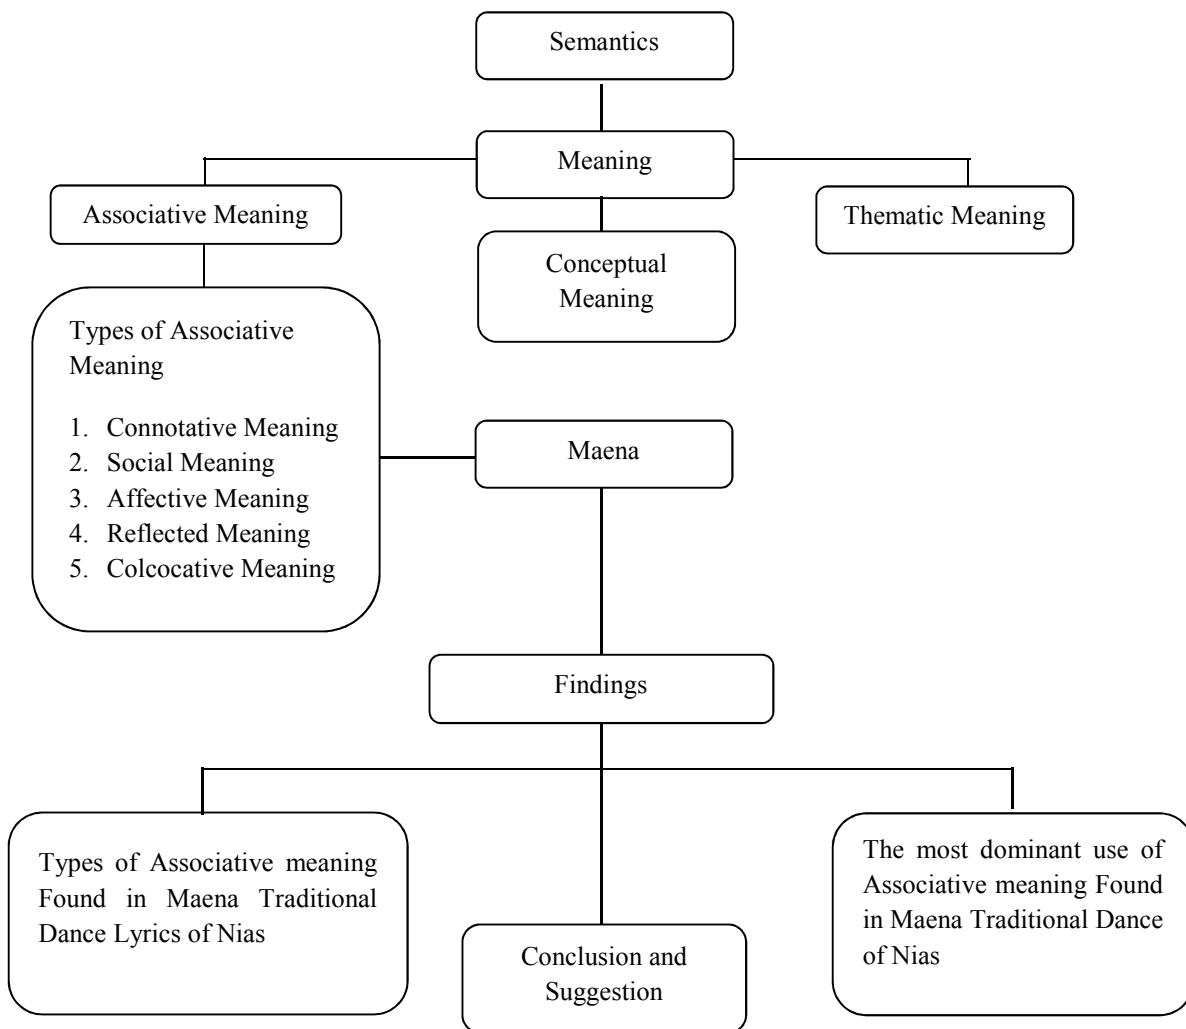 Semantics
Meaning
Associative Meaning
Thematic Meaning
Conceptual
Meaning
Types of Associative
Meaning
1. Connotative Meaning
2. Social Meaning
3. Affective Meaning
4. Reflected Meaning
5. Colcocative Meaning
Maena
Findings
Types of Associative meaning
Found in Maena Traditional
Dance Lyrics of Nias
Conclusion and
Suggestion
The most dominant use of
Associative meaning Found
in Maena Traditional Dance
of Nias